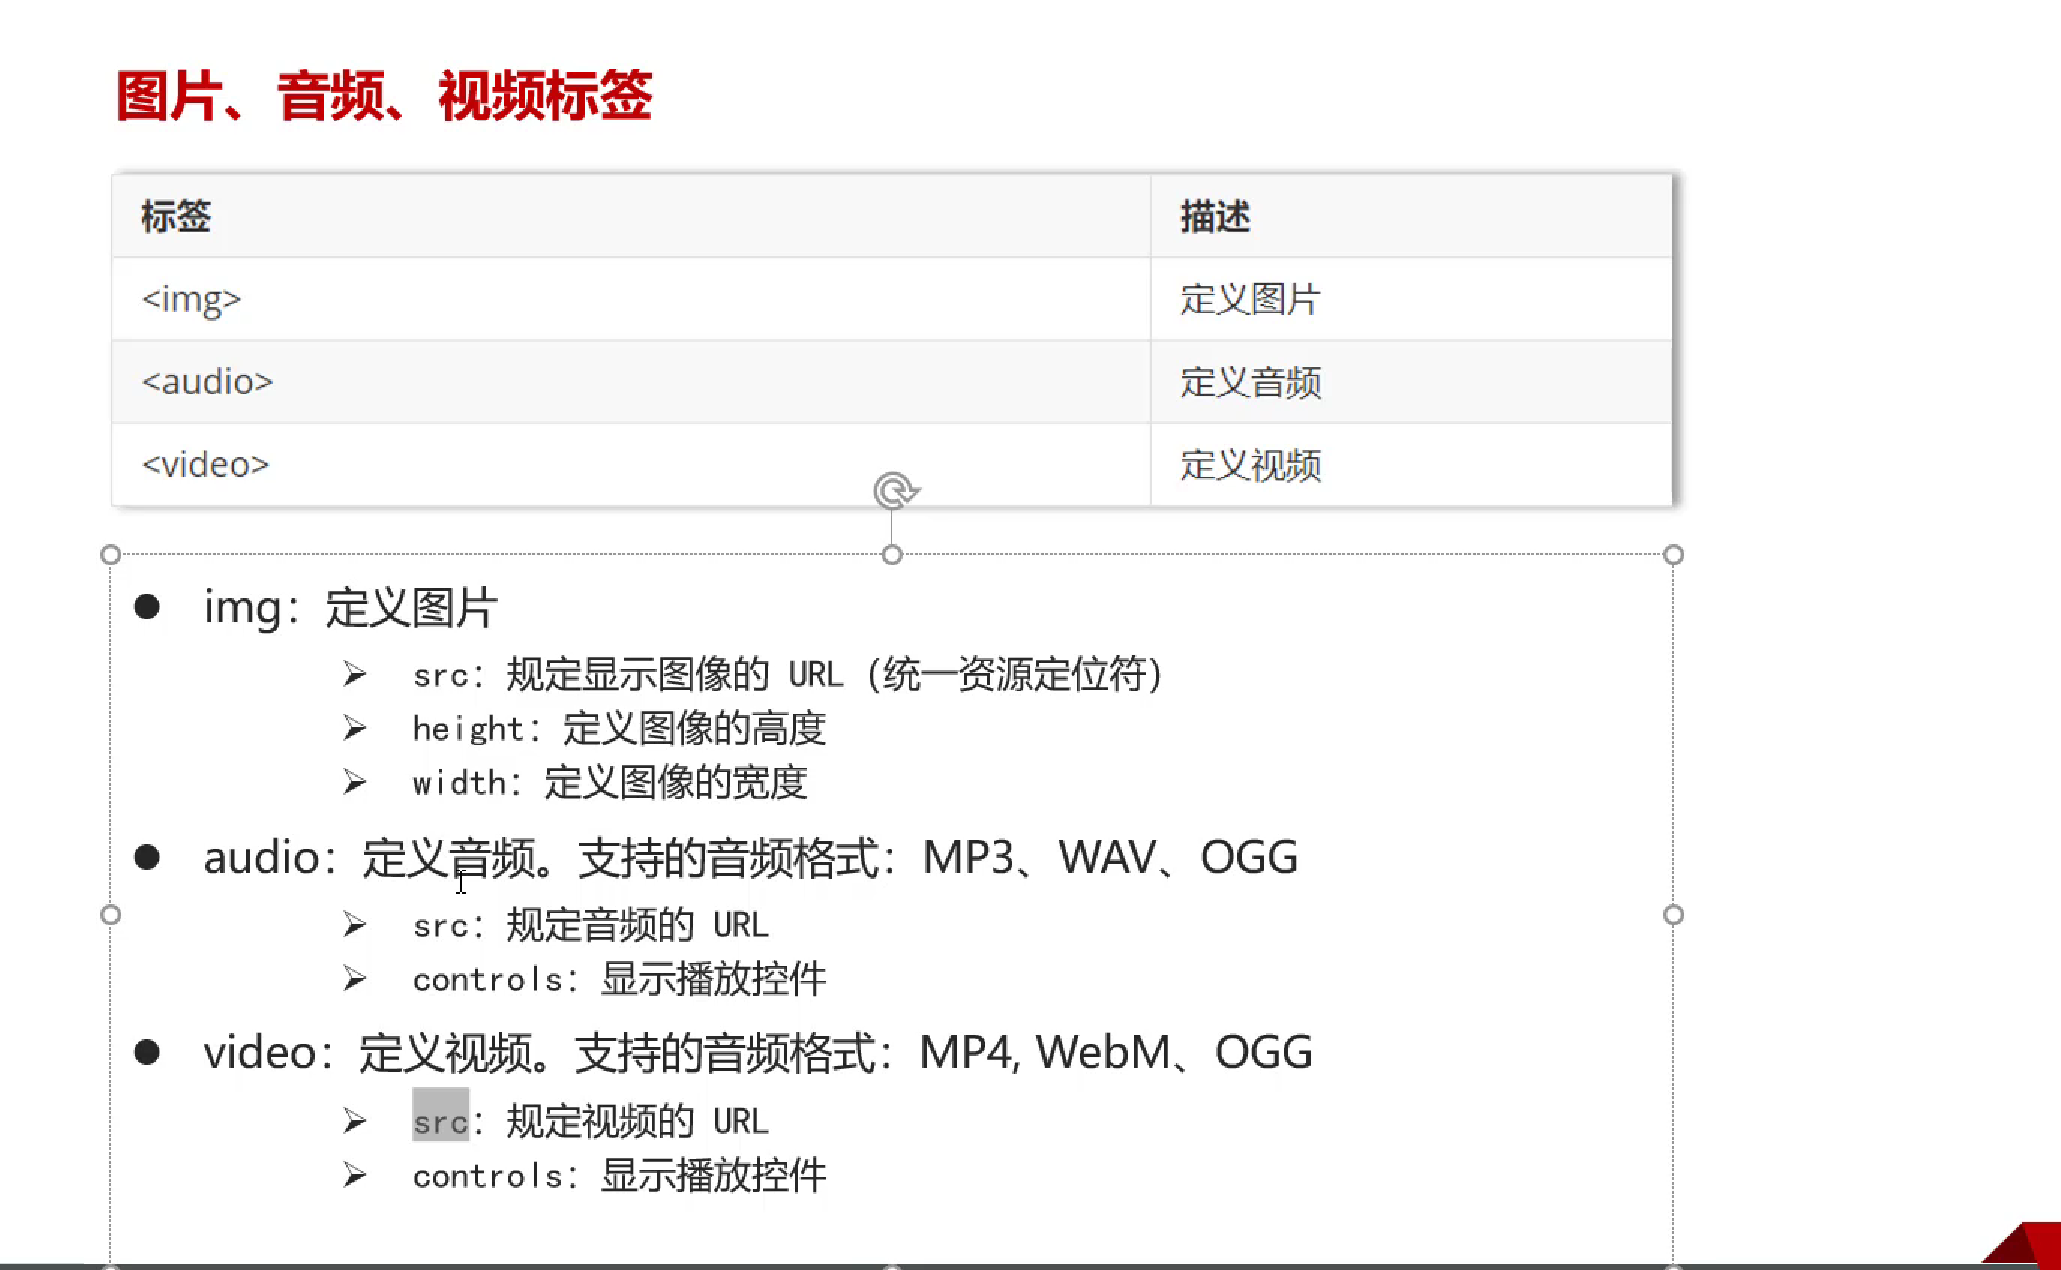 图片、音频、视频标签
标签 描述
<img> 定义图片
<audio> 定义音频
<video> 定义视频
img：定义图片
src：规定显示图像的 URL（统一资源定位符）
height：定义图像的高度
width：定义图像的宽度
audio：定义音频。支持的音频格式：MP3、WAV、OGG
src：规定音频的 URL
controls：显示播放控件
video：定义视频。支持的音频格式：MP4, WebM、OGG
src：规定视频的 URL
controls：显示播放控件